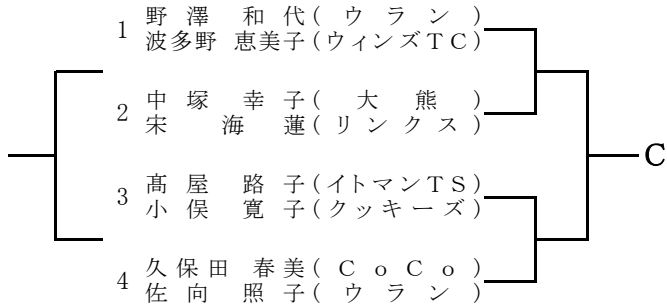 1 野澤 和代(ウラン)
波多野 恵美子(ウィンズTC)
2 中塚 幸子(大熊)
宋 海蓮(リンクス)
3 髙屋 路子(イトマンTS)
小俣 寛子(クッキーズ)
4 久保田 春美(CoCo)
佐向 照子(ウラン)
C